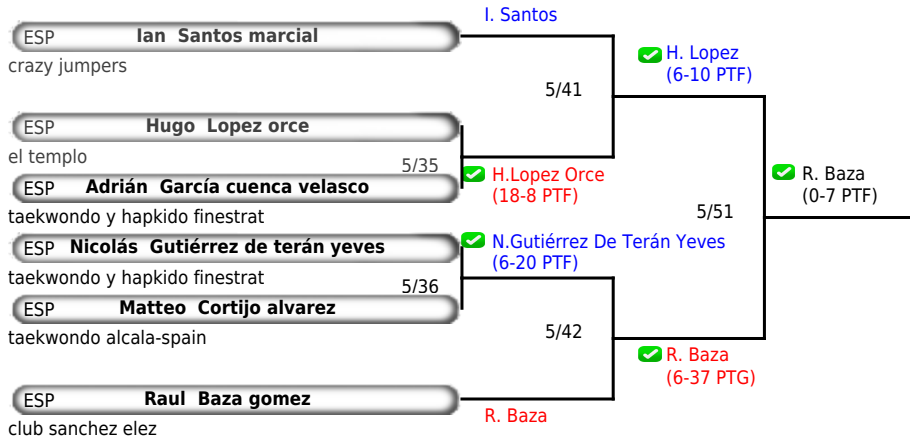 I. Santos
ESP Ian Santos marcial
crazy jumpers
H. Lopez
(6-10 PTF)
5/41
ESP Hugo Lopez orce
el templo
5/35
H.Lopez Orce
(18-8 PTF)
ESP Adrián García cuenca velasco
taekwondo y hapkido finestrat
R. Baza
(0-7 PTF)
5/51
ESP Nicolás Gutiérrez de terán yeves
taekwondo y hapkido finestrat
N.Gutiérrez De Terán Yeves
(6-20 PTF)
5/36
ESP Matteo Cortijo alvarez
taekwondo alcala-spain
5/42
R. Baza
(6-37 PTG)
ESP Raul Baza gomez
club sanchez elez
R. Baza